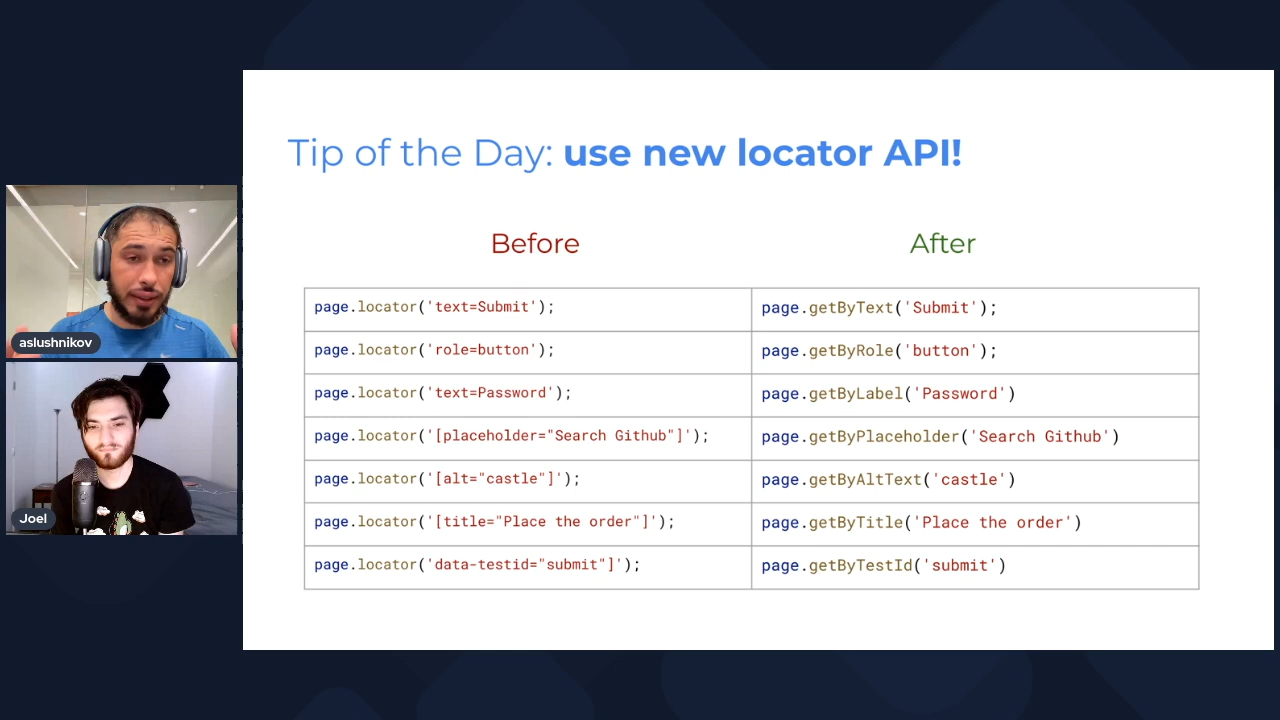 Tip of the Day: use new locator API!
Before
After
page.locator('text=Submit');
page.getByText('Submit');
page.locator('role=button');
page.getByRole('button');
page.locator('text=Password');
page.getByLabel('Password')
page.locator('[placeholder="Search Github"]');
page.getByPlaceholder('Search Github')
page.locator('[alt="castle"]');
page.getByAltText('castle')
page.locator('[title="Place the order"]');
page.getByTitle('Place the order')
page.locator('data-testid="submit"]');
page.getByTestId('submit')
aslushnikov
Joel